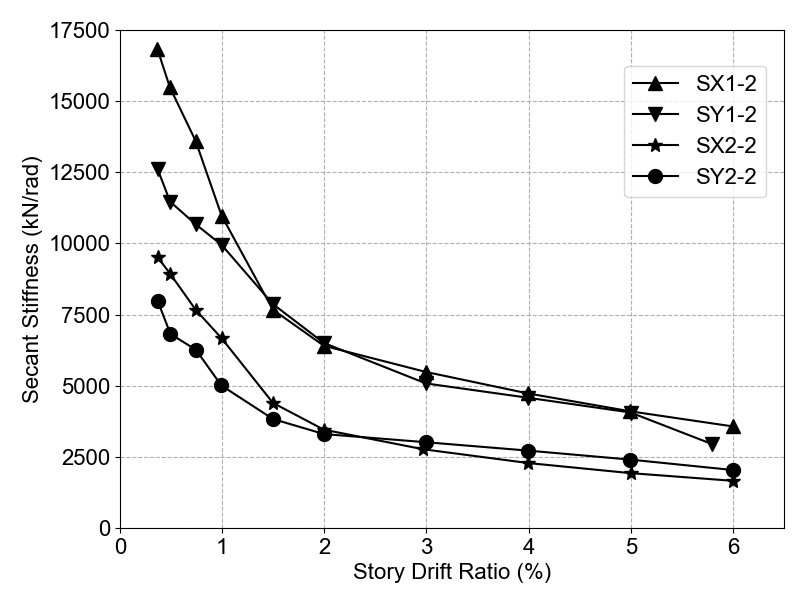 17500
15000
12500
10000
7500
5000
2500
0
Secant Stiffness (kN/rad)
SX1-2
SY1-2
SX2-2
SY2-2
0 1 2 3 4 5 6
Story Drift Ratio (%)